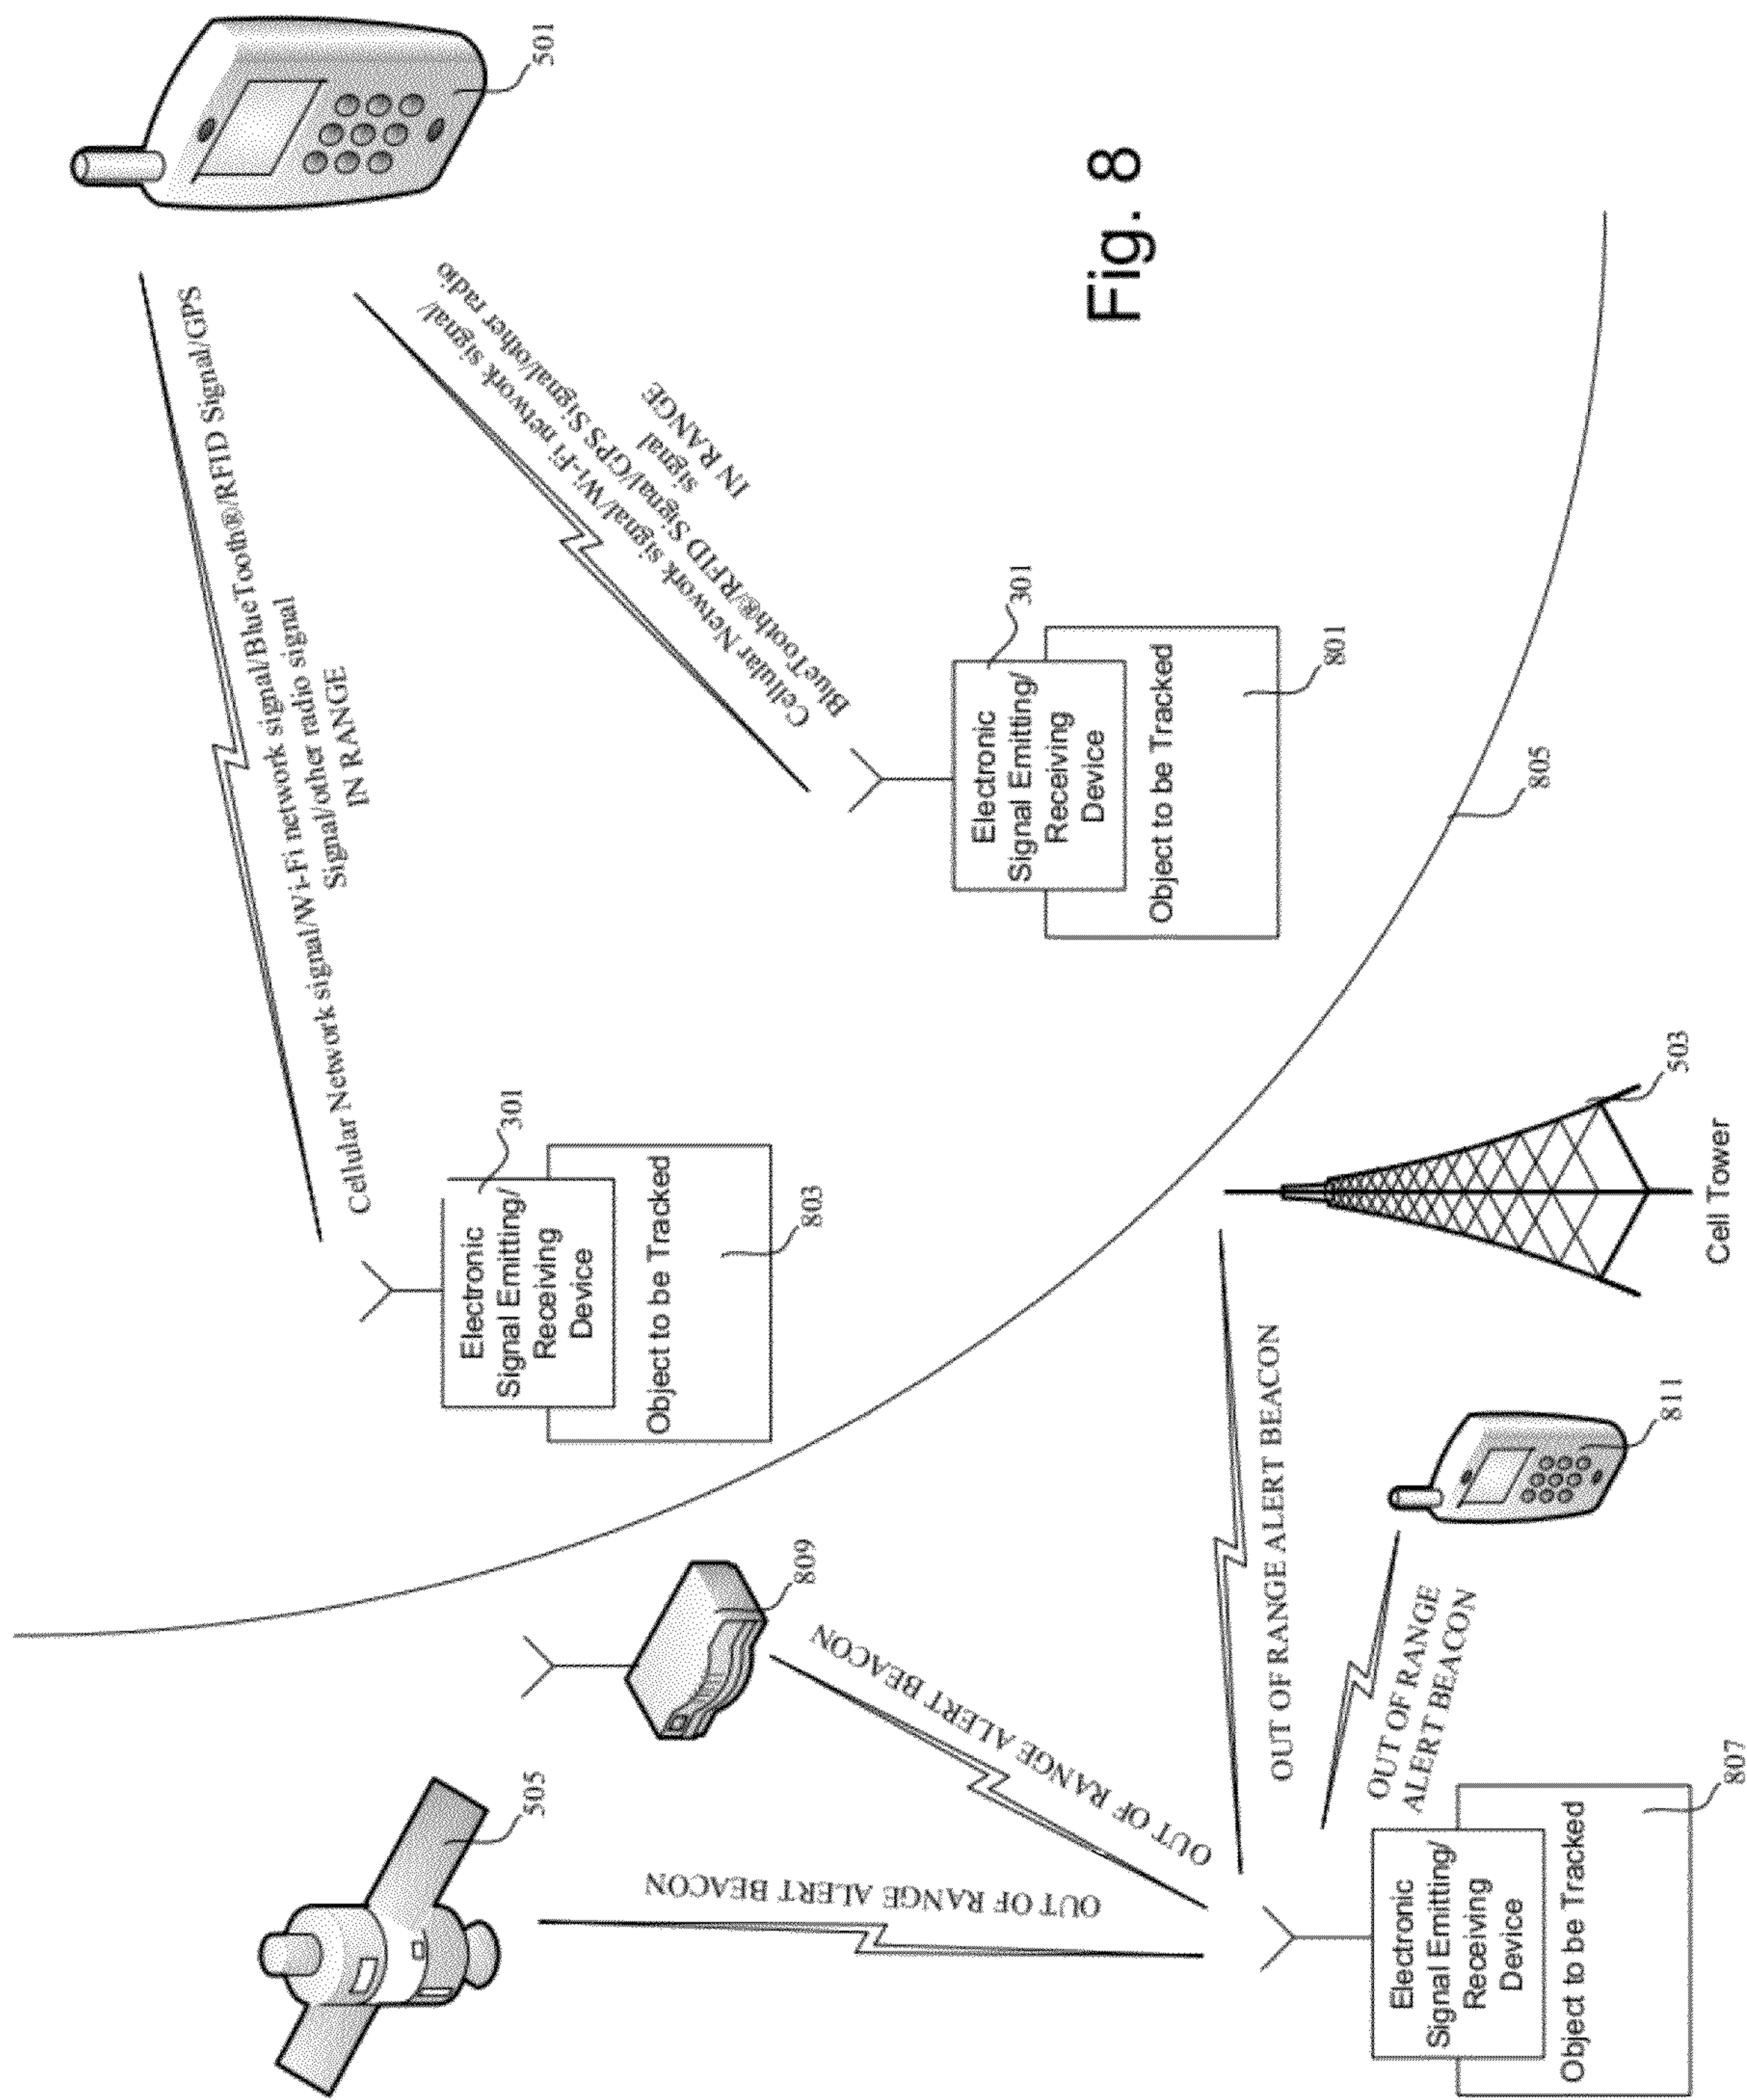 501
Cellular Network signal/Wi-Fi network signal/BlueTooth®/RFID Signal/GPS
Signal/other radio signal
IN RANGE
Cellular Network signal/Wi-Fi network signal/
BlueTooth®/RFID Signal/GPS Signal/other radio
signal
IN RANGE
301
Electronic
Signal Emitting/
Receiving
Device
Object to be Tracked
803
301
Electronic
Signal Emitting/
Receiving
Device
Object to be Tracked
801
Fig. 8
805
505
OUT OF RANGE ALERT BEACON
809
OUT OF RANGE ALERT BEACON
OUT OF RANGE ALERT BEACON
503
Cell Tower
OUT OF RANGE
ALERT BEACON
811
Electronic
Signal Emitting/
Receiving
Device
Object to be Tracked
807